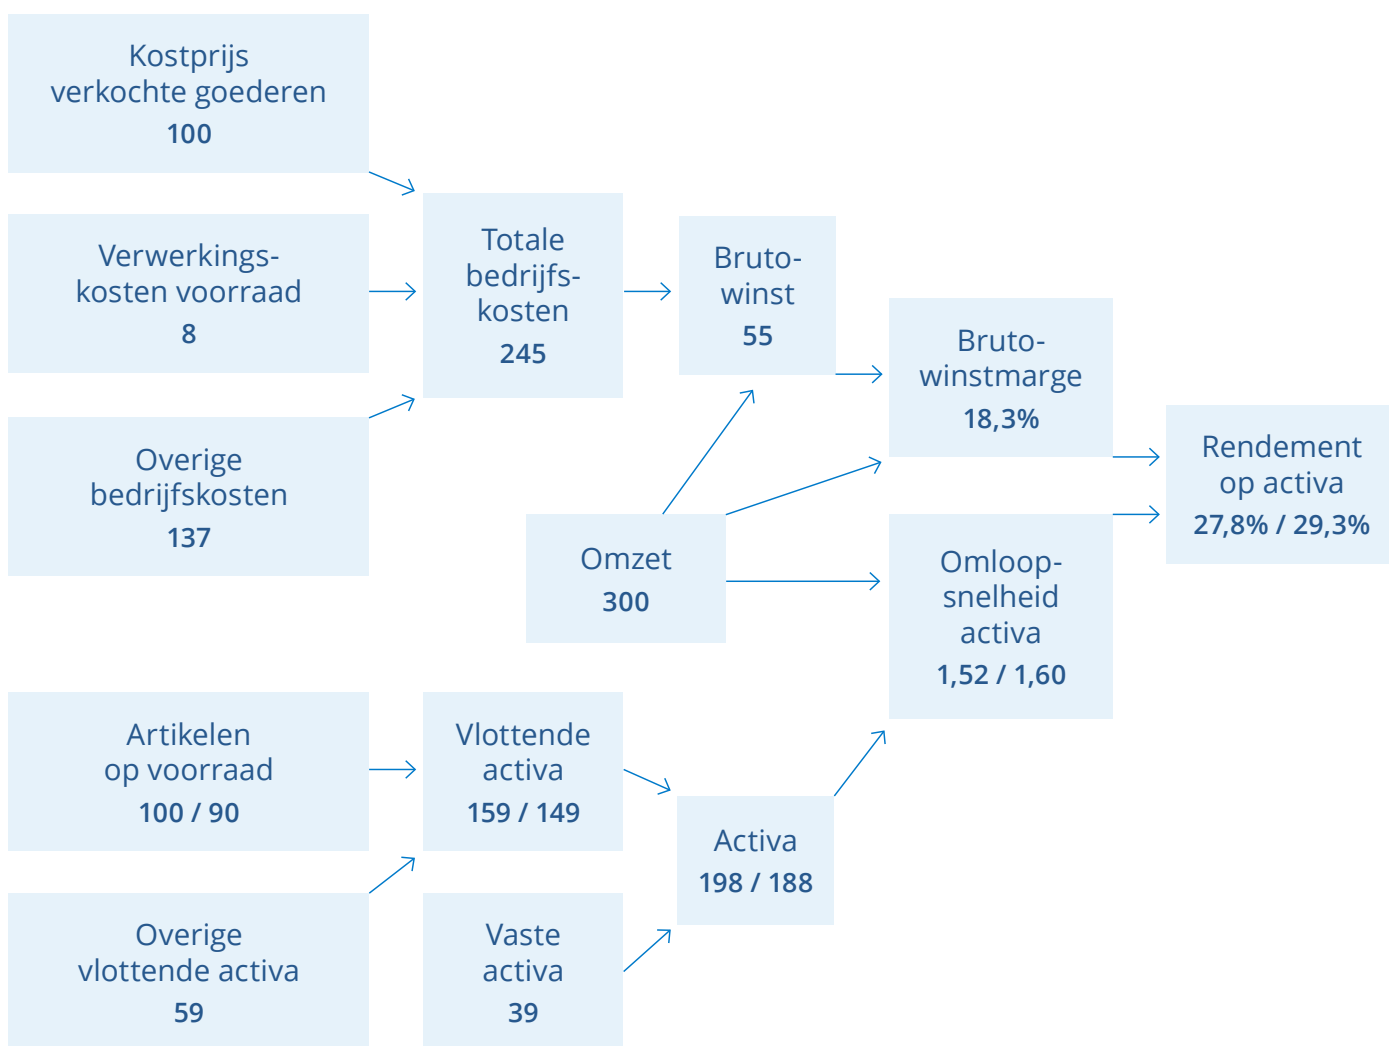 Kostprijs
verkochte goederen
100
Verwerkings-
kosten voorraad
8
Overige
bedrijfskosten
137
Totale
bedrijfs-
kosten
245
Bruto-
winst
55
Bruto-
winstmarge
18,3%
Rendement
op activa
27,8% / 29,3%
Omzet
300
Omloop-
snelheid
activa
1,52 / 1,60
Artikelen
op voorraad
100 / 90
Vlottende
activa
159 / 149
Activa
198 / 188
Overige
vlottende activa
59
Vaste
activa
39